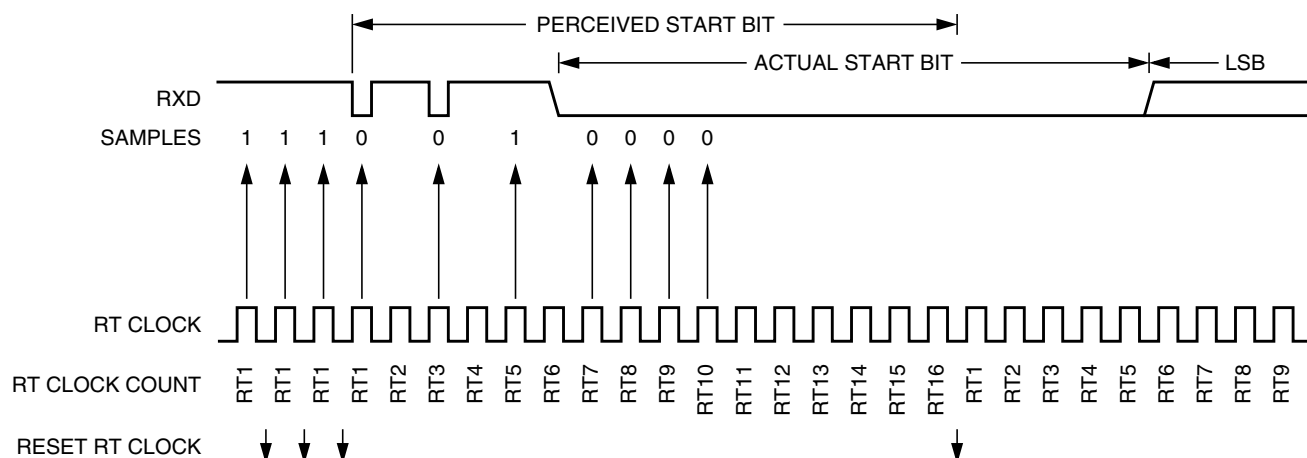 PERCEIVED START BIT
ACTUAL START BIT LSB
RXD
SAMPLES 1 1 1 0 0 1 0 0 0 0
RT CLOCK
RT CLOCK COUNT RT1 RT1 RT1 RT1 RT2 RT3 RT4 RT5 RT6 RT7 RT8 RT9 RT10 RT11 RT12 RT13 RT14 RT15 RT16 RT1 RT2 RT3 RT4 RT5 RT6 RT7 RT8 RT9
RESET RT CLOCK